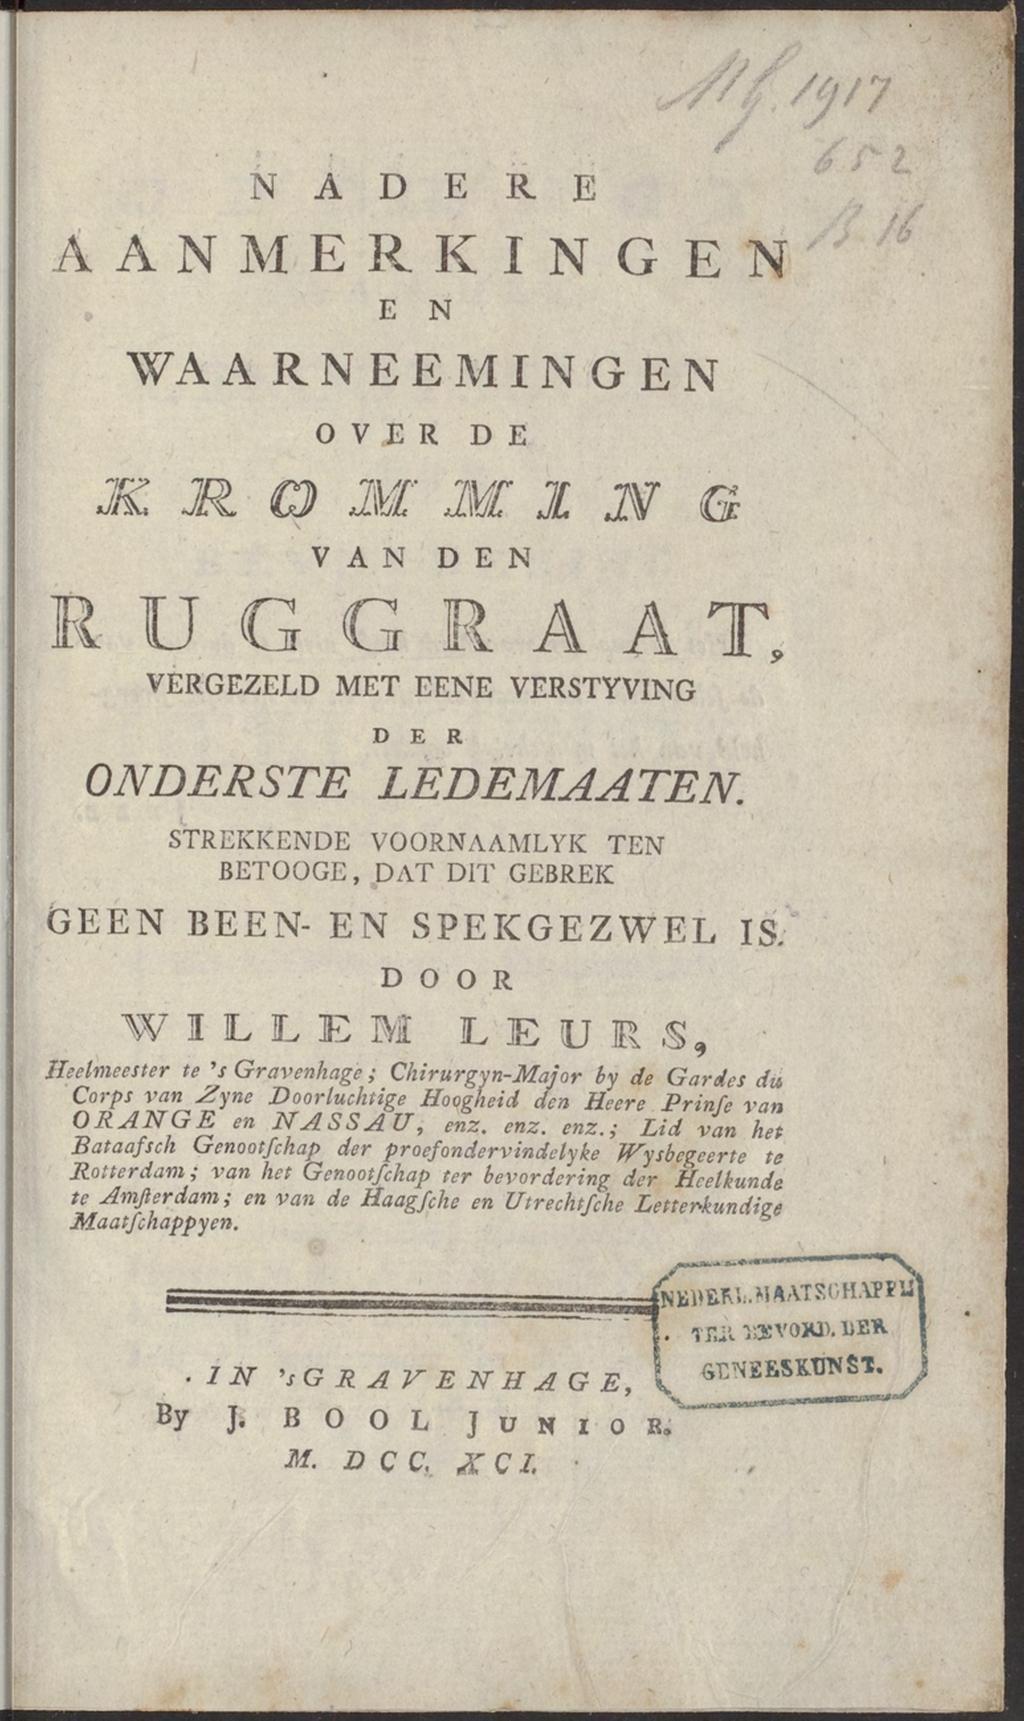 Mg. 1917
652
B 16
NADERE
AANMERKINGEN
EN
WAARNEEMINGEN
OVER DE
KROMMING
VAN DEN
RUGGRAAT,
VERGEZELD MET EENE VERSTYVING
DER
ONDERSTE LEDEMAATEN.
STREKKENDE VOORNAAMLYK TEN
BETOOGE, DAT DIT GEBREK
GEEN BEEN- EN SPEKGEZWEL IS.
DOOR
WILLEM LEURS,
Heelmeester te 's Gravenhage; Chirurgyn-Major by de Gardes du
Corps van Zyne Doorluchtige Hoogheid den Heere Prinſe van
ORANGE en NASSAU, enz. enz. enz.; Lid van het
Bataafsch Genootſchap der proefondervindelyke Wysbegeerte te
Rotterdam; van het Genootſchap ter bevordering der Heelkunde
te Amſterdam; en van de Haagſche en Utrechtſche Letterkundige
Maatſchappyen.
NEDERL. MAATSCHAPPIJ
TER BEVORD. DER
GENEESKUNST.
IN 'sGRAVENHAGE,
By J. BOOL JUNIOR.
M. DCC. XCI.